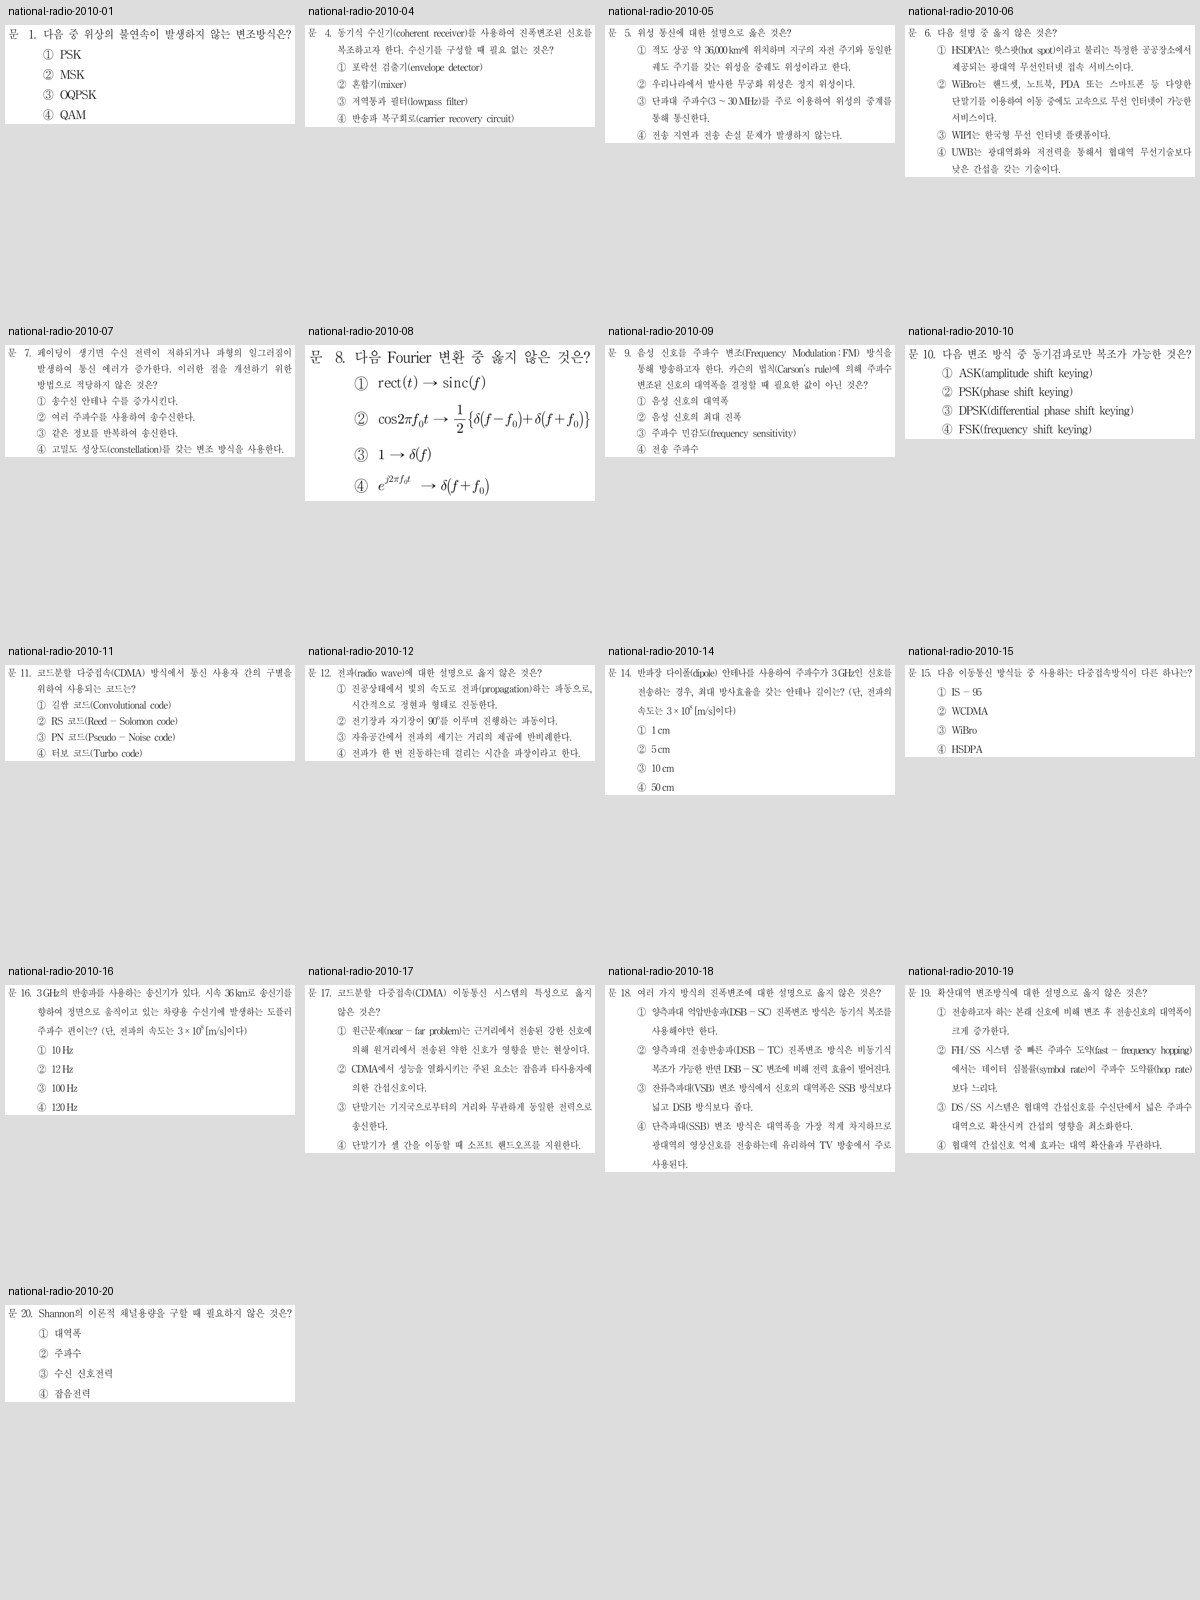 national-radio-2010-01
문 1. 다음 중 위상의 불연속이 발생하지 않는 변조방식은?
① PSK
② MSK
③ OQPSK
④ QAM
national-radio-2010-04
문 4. 동기식 수신기(coherent receiver)를 사용하여 진폭변조된 신호를
복조하고자 한다. 수신기를 구성할 때 필요 없는 것은?
① 포락선 검출기(envelope detector)
② 혼합기(mixer)
③ 저역통과 필터(lowpass filter)
④ 반송파 복구회로(carrier recovery circuit)
national-radio-2010-05
문 5. 위성 통신에 대한 설명으로 옳은 것은?
① 적도 상공 약 36,000 km에 위치하며 지구의 자전 주기와 동일한
궤도 주기를 갖는 위성을 중궤도 위성이라고 한다.
② 우리나라에서 발사한 무궁화 위성은 정지 위성이다.
③ 단파대 주파수(3 ~ 30 MHz)를 주로 이용하여 위성의 중계를
통해 통신한다.
④ 전송 지연과 전송 손실 문제가 발생하지 않는다.
national-radio-2010-06
문 6. 다음 설명 중 옳지 않은 것은?
① HSDPA는 핫스팟(hot spot)이라고 불리는 특정한 공공장소에서
제공되는 광대역 무선인터넷 접속 서비스이다.
② WiBro는 핸드셋, 노트북, PDA 또는 스마트폰 등 다양한
단말기를 이용하여 이동 중에도 고속으로 무선 인터넷이 가능한
서비스이다.
③ WIPI는 한국형 무선 인터넷 플랫폼이다.
④ UWB는 광대역화와 저전력을 통해서 협대역 무선기술보다
낮은 간섭을 갖는 기술이다.
national-radio-2010-07
문 7. 페이딩이 생기면 수신 전력이 저하되거나 파형의 일그러짐이
발생하여 통신 에러가 증가한다. 이러한 점을 개선하기 위한
방법으로 적당하지 않은 것은?
① 송수신 안테나 수를 증가시킨다.
② 여러 주파수를 사용하여 송수신한다.
③ 같은 정보를 반복하여 송신한다.
④ 고밀도 성상도(constellation)를 갖는 변조 방식을 사용한다.
national-radio-2010-08
문 8. 다음 Fourier 변환 중 옳지 않은 것은?
① rect(t) → sinc(f)
② cos2πf₀t → 1/2{δ(f−f₀)+δ(f+f₀)}
③ 1 → δ(f)
④ e^{j2πf₀t} → δ(f+f₀)
national-radio-2010-09
문 9. 음성 신호를 주파수 변조(Frequency Modulation : FM) 방식을
통해 방송하고자 한다. 카슨의 법칙(Carson's rule)에 의해 주파수
변조된 신호의 대역폭을 결정할 때 필요한 값이 아닌 것은?
① 음성 신호의 대역폭
② 음성 신호의 최대 진폭
③ 주파수 민감도(frequency sensitivity)
④ 전송 주파수
national-radio-2010-10
문 10. 다음 변조 방식 중 동기검파로만 복조가 가능한 것은?
① ASK(amplitude shift keying)
② PSK(phase shift keying)
③ DPSK(differential phase shift keying)
④ FSK(frequency shift keying)
national-radio-2010-11
문 11. 코드분할 다중접속(CDMA) 방식에서 통신 사용자 간의 구별을
위하여 사용되는 코드는?
① 길쌈 코드(Convolutional code)
② RS 코드(Reed - Solomon code)
③ PN 코드(Pseudo - Noise code)
④ 터보 코드(Turbo code)
national-radio-2010-12
문 12. 전파(radio wave)에 대한 설명으로 옳지 않은 것은?
① 진공상태에서 빛의 속도로 전파(propagation)하는 파동으로,
시간적으로 정현파 형태로 진동한다.
② 전기장과 자기장이 90°를 이루며 진행하는 파동이다.
③ 자유공간에서 전파의 세기는 거리의 제곱에 반비례한다.
④ 전파가 한 번 진동하는데 걸리는 시간을 파장이라고 한다.
national-radio-2010-14
문 14. 반파장 다이폴(dipole) 안테나를 사용하여 주파수가 3 GHz인 신호를
전송하는 경우, 최대 방사효율을 갖는 안테나 길이는? (단, 전파의
속도는 3 × 10⁸ [m/s]이다)
① 1 cm
② 5 cm
③ 10 cm
④ 50 cm
national-radio-2010-15
문 15. 다음 이동통신 방식들 중 사용하는 다중접속방식이 다른 하나는?
① IS - 95
② WCDMA
③ WiBro
④ HSDPA
national-radio-2010-16
문 16. 3 GHz의 반송파를 사용하는 송신기가 있다. 시속 36 km로 송신기를
향하여 정면으로 움직이고 있는 차량용 수신기에 발생하는 도플러
주파수 편이는? (단, 전파의 속도는 3 × 10⁸ [m/s]이다)
① 10 Hz
② 12 Hz
③ 100 Hz
④ 120 Hz
national-radio-2010-17
문 17. 코드분할 다중접속(CDMA) 이동통신 시스템의 특성으로 옳지
않은 것은?
① 원근문제(near - far problem)는 근거리에서 전송된 강한 신호에
의해 원거리에서 전송된 약한 신호가 영향을 받는 현상이다.
② CDMA에서 성능을 열화시키는 주된 요소는 잡음과 타사용자에
의한 간섭신호이다.
③ 단말기는 기지국으로부터의 거리와 무관하게 동일한 전력으로
송신한다.
④ 단말기가 셀 간을 이동할 때 소프트 핸드오프를 지원한다.
national-radio-2010-18
문 18. 여러 가지 방식의 진폭변조에 대한 설명으로 옳지 않은 것은?
① 양측파대 억압반송파(DSB - SC) 진폭변조 방식은 동기식 복조를
사용해야만 한다.
② 양측파대 전송반송파(DSB - TC) 진폭변조 방식은 비동기식
복조가 가능한 반면 DSB - SC 변조에 비해 전력 효율이 떨어진다.
③ 잔류측파대(VSB) 변조 방식에서 신호의 대역폭은 SSB 방식보다
넓고 DSB 방식보다 좁다.
④ 단측파대(SSB) 변조 방식은 대역폭을 가장 적게 차지하므로
광대역의 영상신호를 전송하는데 유리하여 TV 방송에서 주로
사용된다.
national-radio-2010-19
문 19. 확산대역 변조방식에 대한 설명으로 옳지 않은 것은?
① 전송하고자 하는 본래 신호에 비해 변조 후 전송신호의 대역폭이
크게 증가한다.
② FH / SS 시스템 중 빠른 주파수 도약(fast - frequency hopping)
에서는 데이터 심볼률(symbol rate)이 주파수 도약률(hop rate)
보다 느리다.
③ DS / SS 시스템은 협대역 간섭신호를 수신단에서 넓은 주파수
대역으로 확산시켜 간섭의 영향을 최소화한다.
④ 협대역 간섭신호 억제 효과는 대역 확산율과 무관하다.
national-radio-2010-20
문 20. Shannon의 이론적 채널용량을 구할 때 필요하지 않은 것은?
① 대역폭
② 주파수
③ 수신 신호전력
④ 잡음전력